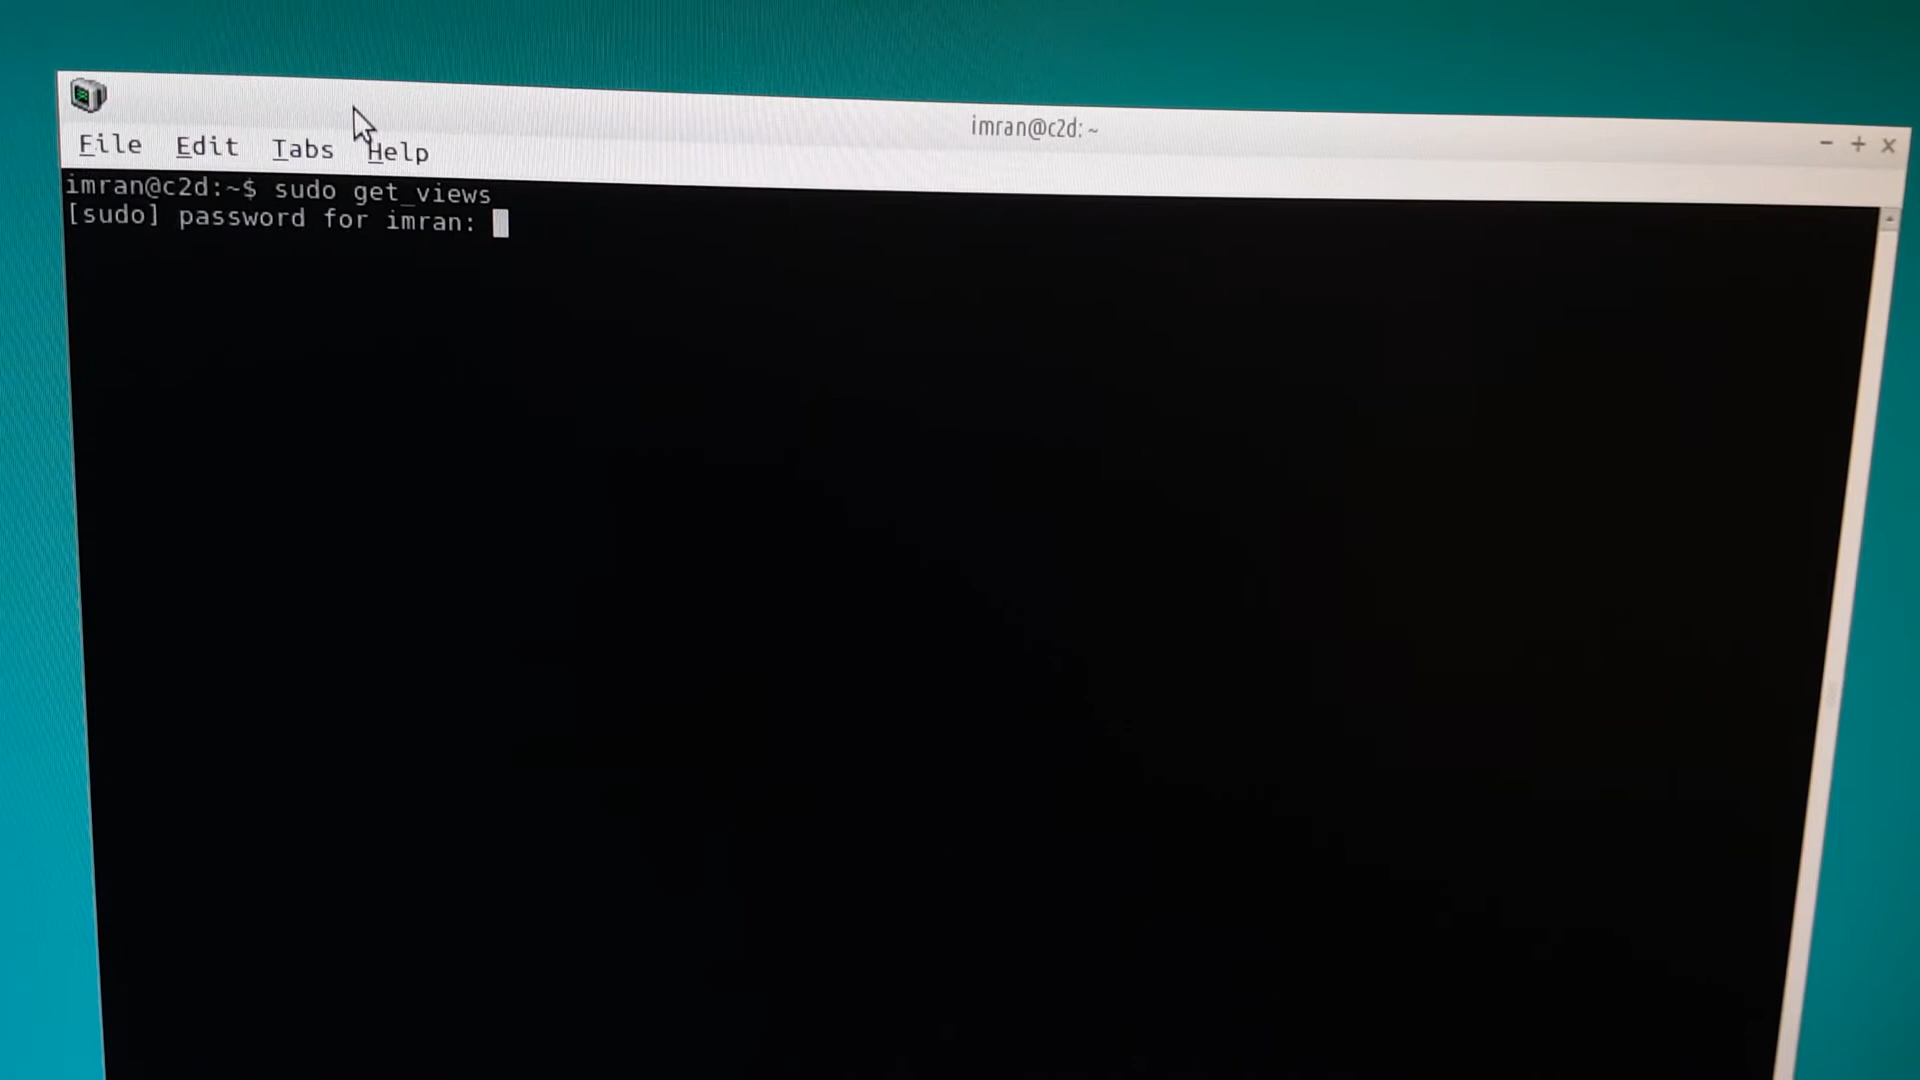 imran@c2d: ~
File Edit Tabs Help
imran@c2d:~$ sudo get_views
[sudo] password for imran: